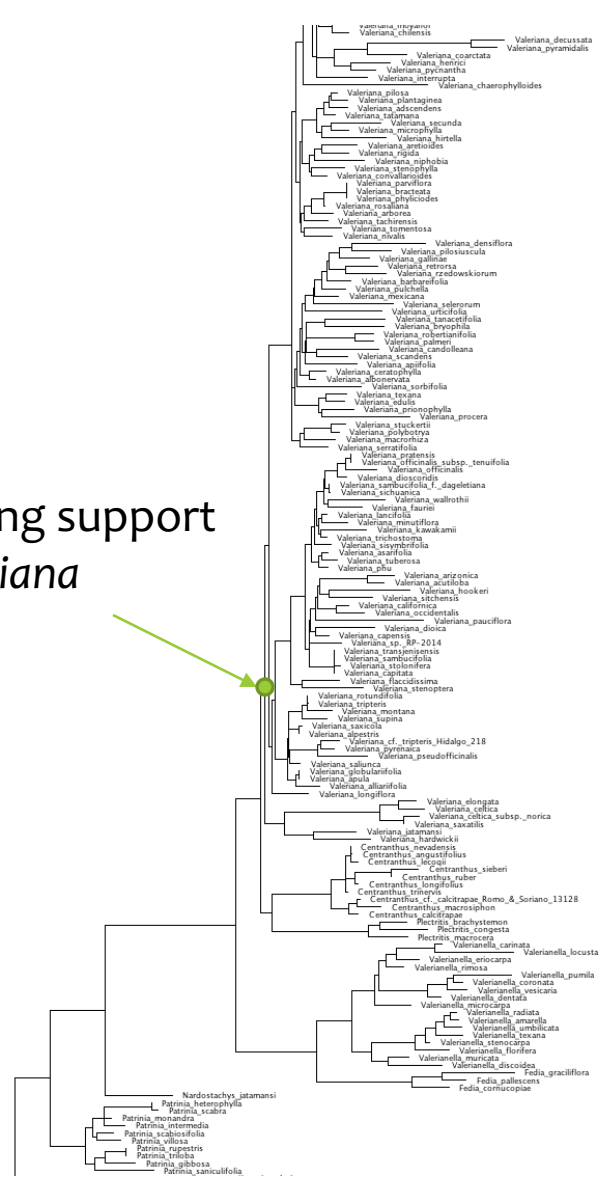 Valeriana_chilensis
Valeriana_decussata
Valeriana_pyramidalis
Valeriana_coarctata
Valeriana_henrici
Valeriana_pycnantha
Valeriana_interrupta
Valeriana_chaerophylloides
Valeriana_pilosa
Valeriana_plantaginea
Valeriana_adscendens
Valeriana_tatamana
Valeriana_secunda
Valeriana_microphylla
Valeriana_hirtella
Valeriana_aretioides
Valeriana_rigida
Valeriana_niphobia
Valeriana_stenophylla
Valeriana_convallarioides
Valeriana_parviflora
Valeriana_bracteata
Valeriana_phylicioides
Valeriana_rosaliana
Valeriana_arborea
Valeriana_tachirensis
Valeriana_tomentosa
Valeriana_nivalis
Valeriana_densiflora
Valeriana_pilosiuscula
Valeriana_gallinae
Valeriana_retrorsa
Valeriana_rzedowskiorum
Valeriana_barbareifolia
Valeriana_pulchella
Valeriana_mexicana
Valeriana_selerorum
Valeriana_urticifolia
Valeriana_tanacetifolia
Valeriana_bryophila
Valeriana_robertianifolia
Valeriana_palmeri
Valeriana_candolleana
Valeriana_scandens
Valeriana_apiifolia
Valeriana_ceratophylla
Valeriana_albonervata
Valeriana_sorbifolia
Valeriana_texana
Valeriana_edulis
Valeriana_prionophylla
Valeriana_procera
Valeriana_stuckertii
Valeriana_polybotrya
Valeriana_macrorhiza
Valeriana_serratifolia
Valeriana_pratensis
Valeriana_officinalis_subsp._tenuifolia
Valeriana_officinalis
Valeriana_dioscoridis
Valeriana_sambucifolia_f._dageletiana
Valeriana_sichuanica
Valeriana_wallrothii
Valeriana_fauriei
Valeriana_lancifolia
Valeriana_minutiflora
Valeriana_kawakamii
Valeriana_trichostoma
Valeriana_sisymbrifolia
Valeriana_asarifolia
Valeriana_tuberosa
Valeriana_phu
ng support
iana
Valeriana_arizonica
Valeriana_acutiloba
Valeriana_hookeri
Valeriana_sitchensis
Valeriana_californica
Valeriana_occidentalis
Valeriana_pauciflora
Valeriana_dioica
Valeriana_capensis
Valeriana_sp._RP-2014
Valeriana_transjenisensis
Valeriana_sambucifolia
Valeriana_stolonifera
Valeriana_capitata
Valeriana_flaccidissima
Valeriana_stenoptera
Valeriana_rotundifolia
Valeriana_tripteris
Valeriana_montana
Valeriana_supina
Valeriana_saxicola
Valeriana_alpestris
Valeriana_cf._tripteris_Hidalgo_218
Valeriana_pyrenaica
Valeriana_pseudofficinalis
Valeriana_saliunca
Valeriana_globulariifolia
Valeriana_apula
Valeriana_alliariifolia
Valeriana_longiflora
Valeriana_elongata
Valeriana_celtica
Valeriana_celtica_subsp._norica
Valeriana_saxatilis
Valeriana_jatamansi
Valeriana_hardwickii
Centranthus_nevadensis
Centranthus_angustifolius
Centranthus_lecoqii
Centranthus_sieberi
Centranthus_ruber
Centranthus_longifolius
Centranthus_trinervis
Centranthus_cf._calcitrapae_Romo_&_Soriano_13128
Centranthus_macrosiphon
Centranthus_calcitrapae
Plectritis_brachystemon
Plectritis_congesta
Plectritis_macrocera
Valerianella_carinata
Valerianella_locusta
Valerianella_eriocarpa
Valerianella_rimosa
Valerianella_pumila
Valerianella_coronata
Valerianella_vesicaria
Valerianella_dentata
Valerianella_microcarpa
Valerianella_radiata
Valerianella_amarella
Valerianella_umbilicata
Valerianella_texana
Valerianella_stenocarpa
Valerianella_florifera
Valerianella_muricata
Valerianella_discoidea
Fedia_graciliflora
Fedia_pallescens
Fedia_cornucopiae
Nardostachys_jatamansi
Patrinia_heterophylla
Patrinia_scabra
Patrinia_monandra
Patrinia_intermedia
Patrinia_scabiosifolia
Patrinia_villosa
Patrinia_rupestris
Patrinia_triloba
Patrinia_gibbosa
Patrinia_saniculifolia